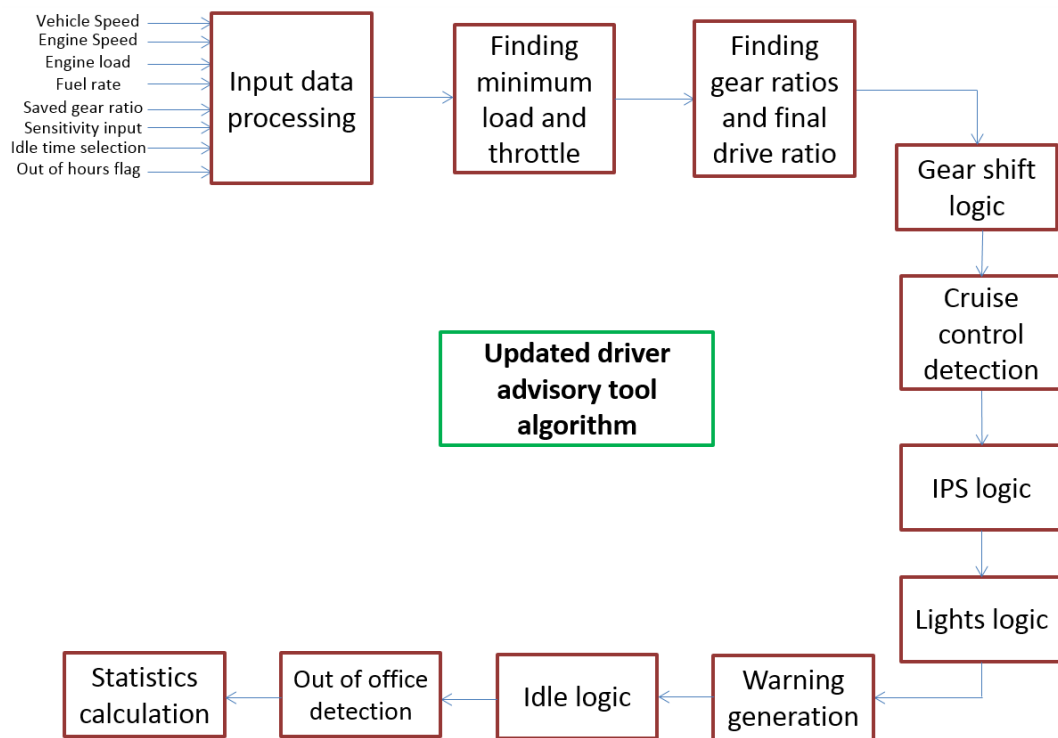 Vehicle Speed
Engine Speed
Engine load
Fuel rate
Saved gear ratio
Sensitivity input
Idle time selection
Out of hours flag
Input data
processing
Finding
minimum
load and
throttle
Finding
gear ratios
and final
drive ratio
Gear shift
logic
Cruise
control
detection
Updated driver
advisory tool
algorithm
IPS logic
Lights logic
Warning
generation
Idle logic
Out of office
detection
Statistics
calculation